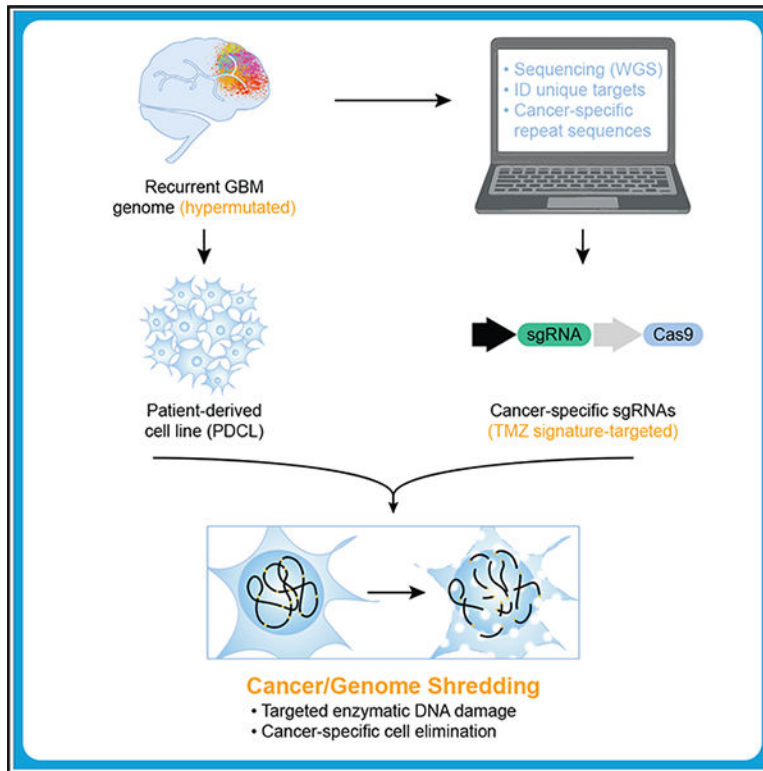 • Sequencing (WGS)
• ID unique targets
• Cancer-specific
repeat sequences
Recurrent GBM
genome (hypermutated)
sgRNA
Cas9
Patient-derived
cell line (PDCL)
Cancer-specific sgRNAs
(TMZ signature-targeted)
Cancer/Genome Shredding
• Targeted enzymatic DNA damage
• Cancer-specific cell elimination